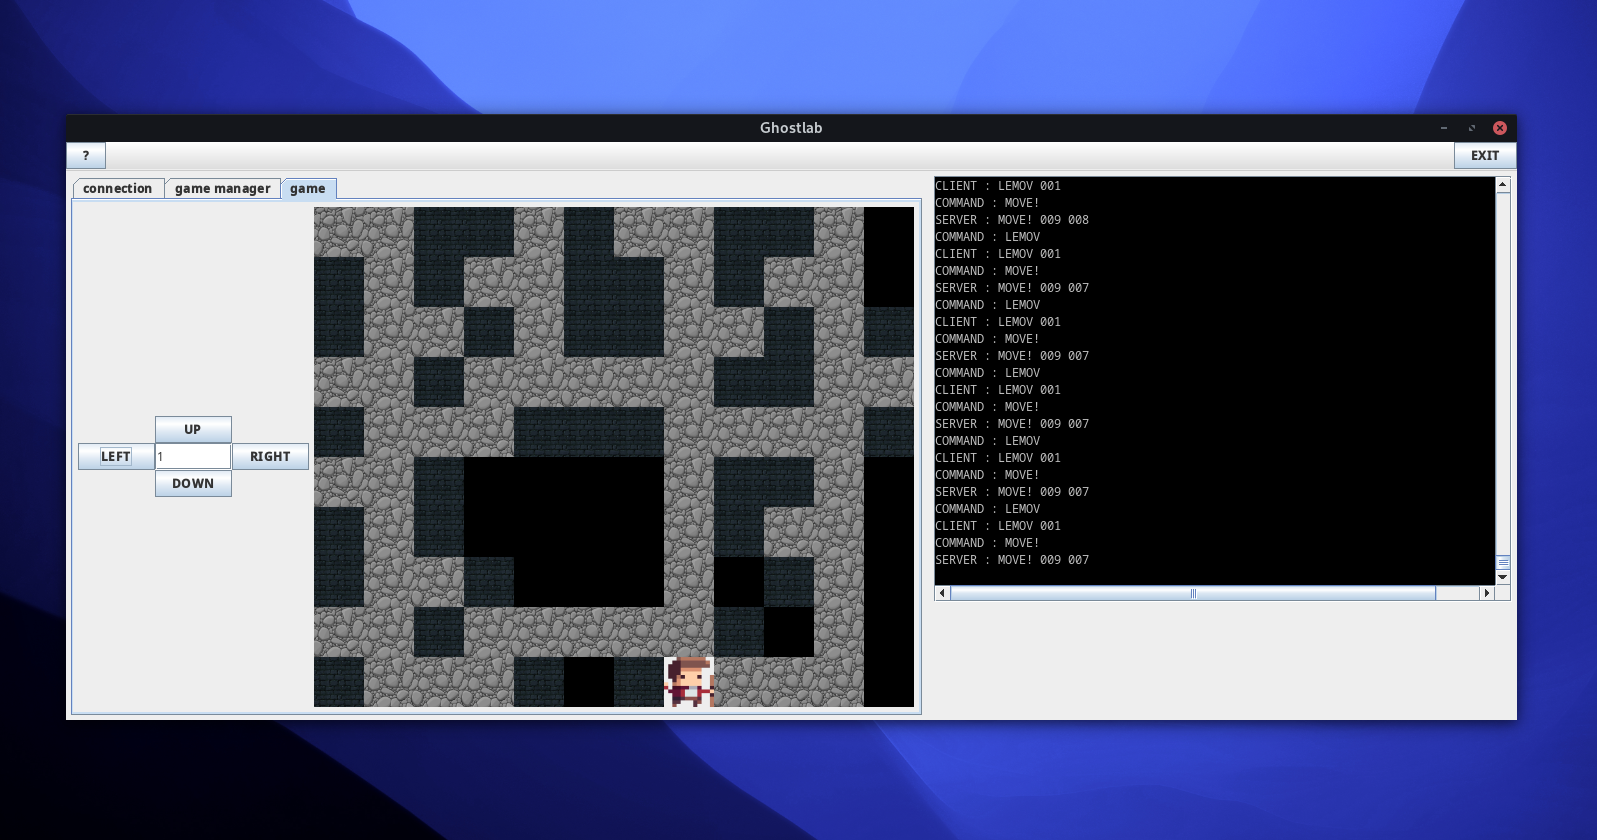 Ghostlab
?
EXIT
connection game manager game
UP
LEFT 1 RIGHT
DOWN
CLIENT : LEMOV 001
COMMAND : MOVE!
SERVER : MOVE! 009 008
COMMAND : LEMOV
CLIENT : LEMOV 001
COMMAND : MOVE!
SERVER : MOVE! 009 007
COMMAND : LEMOV
CLIENT : LEMOV 001
COMMAND : MOVE!
SERVER : MOVE! 009 007
COMMAND : LEMOV
CLIENT : LEMOV 001
COMMAND : MOVE!
SERVER : MOVE! 009 007
COMMAND : LEMOV
CLIENT : LEMOV 001
COMMAND : MOVE!
SERVER : MOVE! 009 007
COMMAND : LEMOV
CLIENT : LEMOV 001
COMMAND : MOVE!
SERVER : MOVE! 009 007